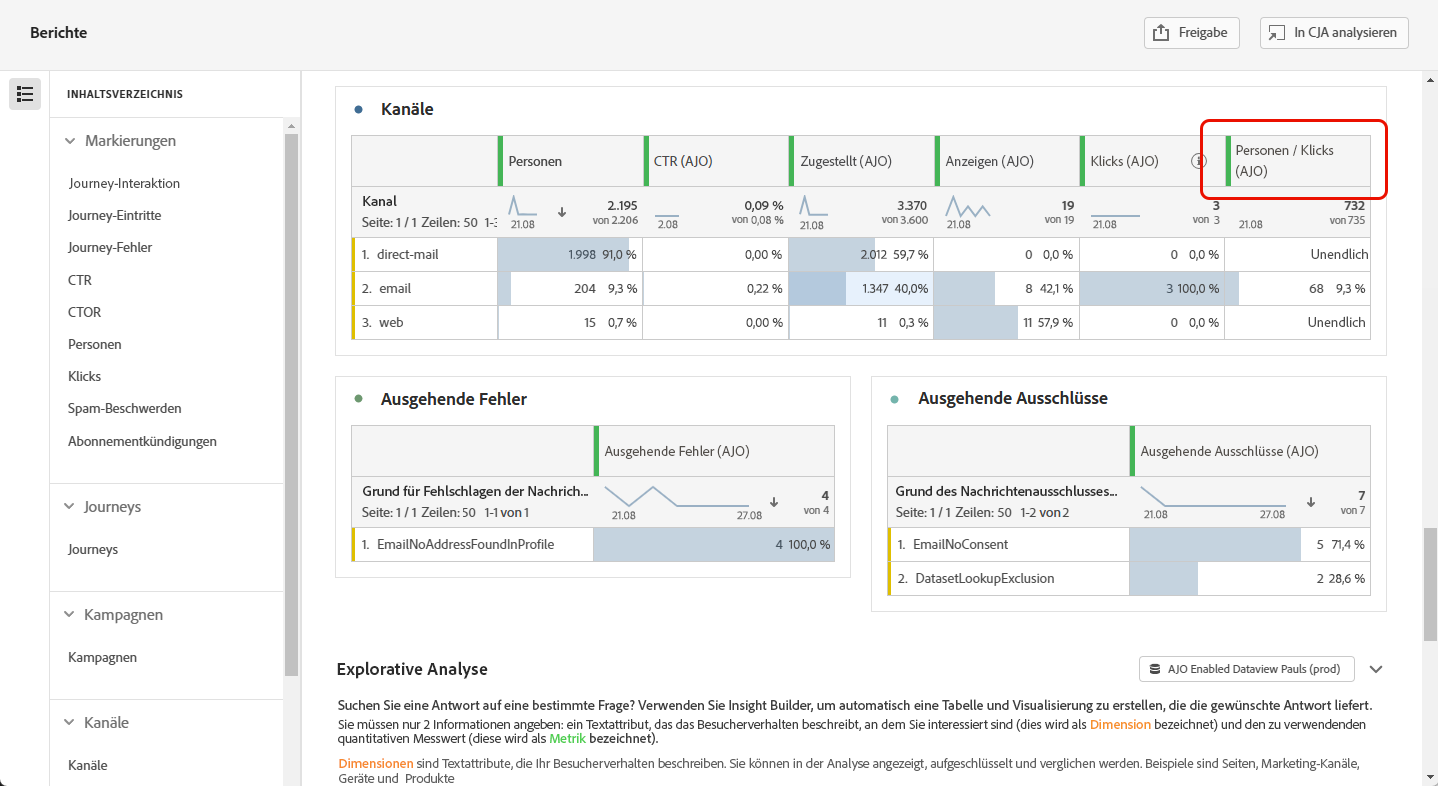 Berichte
Freigabe
In CJA analysieren
INHALTSVERZEICHNIS
Markierungen
Journey-Interaktion
Journey-Eintritte
Journey-Fehler
CTR
CTOR
Personen
Klicks
Spam-Beschwerden
Abonnementkündigungen
Journeys
Journeys
Kampagnen
Kampagnen
Kanäle
Kanäle
Kanäle
Personen CTR (AJO) Zugestellt (AJO) Anzeigen (AJO) Klicks (AJO) Personen / Klicks
(AJO)
Kanal 2.195 0,09 % 3.370 19 3 732
Seite: 1 / 1 Zeilen: 50 1-3 21.08 von 2.206 2.08 von 0,08 % 21.08 von 3.600 21.08 von 19 21.08 von 3 21.08 von 735
1. direct-mail 1.998 91,0 % 0,00 % 2.012 59,7 % 0 0,0 % 0 0,0 % Unendlich
2. email 204 9,3 % 0,22 % 1.347 40,0% 8 42,1 % 3 100,0 % 68 9,3 %
3. web 15 0,7 % 0,00 % 11 0,3 % 11 57,9 % 0 0,0 % Unendlich
Ausgehende Fehler
Ausgehende Fehler (AJO)
Grund für Fehlschlagen der Nachrich... 4
Seite: 1 / 1 Zeilen: 50 1-1 von 1 21.08 27.08 von 4
1. EmailNoAddressFoundInProfile 4 100,0 %
Ausgehende Ausschlüsse
Ausgehende Ausschlüsse (AJO)
Grund des Nachrichtenausschlusses... 7
Seite: 1 / 1 Zeilen: 50 1-2 von 2 21.08 27.08 von 7
1. EmailNoConsent 5 71,4 %
2. DatasetLookupExclusion 2 28,6 %
Explorative Analyse
AJO Enabled Dataview Pauls (prod)
Suchen Sie eine Antwort auf eine bestimmte Frage? Verwenden Sie Insight Builder, um automatisch eine Tabelle und Visualisierung zu erstellen, die die gewünschte Antwort liefert.
Sie müssen nur 2 Informationen angeben: ein Textattribut, das das Besucherverhalten beschreibt, an dem Sie interessiert sind (dies wird als Dimension bezeichnet) und den zu verwendenden
quantitativen Messwert (diese wird als Metrik bezeichnet).
Dimensionen sind Textattribute, die Ihr Besucherverhalten beschreiben. Sie können in der Analyse angezeigt, aufgeschlüsselt und verglichen werden. Beispiele sind Seiten, Marketing-Kanäle,
Geräte und Produkte